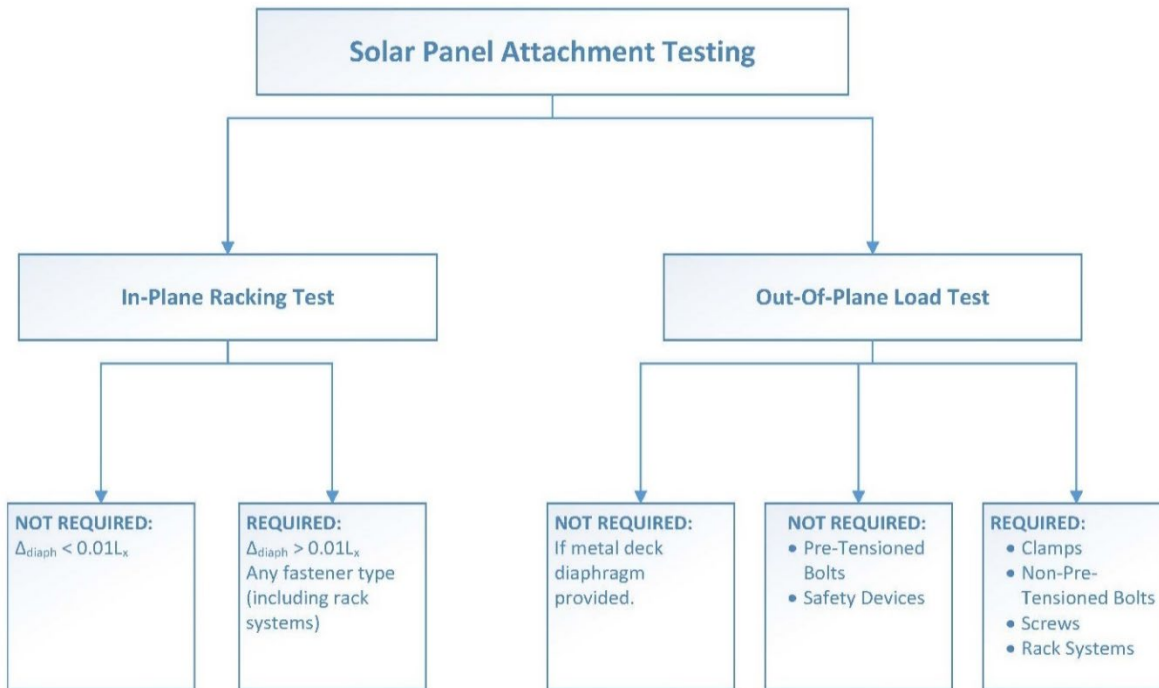 Solar Panel Attachment Testing
In-Plane Racking Test
Out-Of-Plane Load Test
NOT REQUIRED:
Δdiaph < 0.01Lx
REQUIRED:
Δdiaph > 0.01Lx
Any fastener type
(including rack
systems)
NOT REQUIRED:
If metal deck
diaphragm
provided.
NOT REQUIRED:
• Pre-Tensioned
Bolts
• Safety Devices
REQUIRED:
• Clamps
• Non-Pre-
Tensioned Bolts
• Screws
• Rack Systems